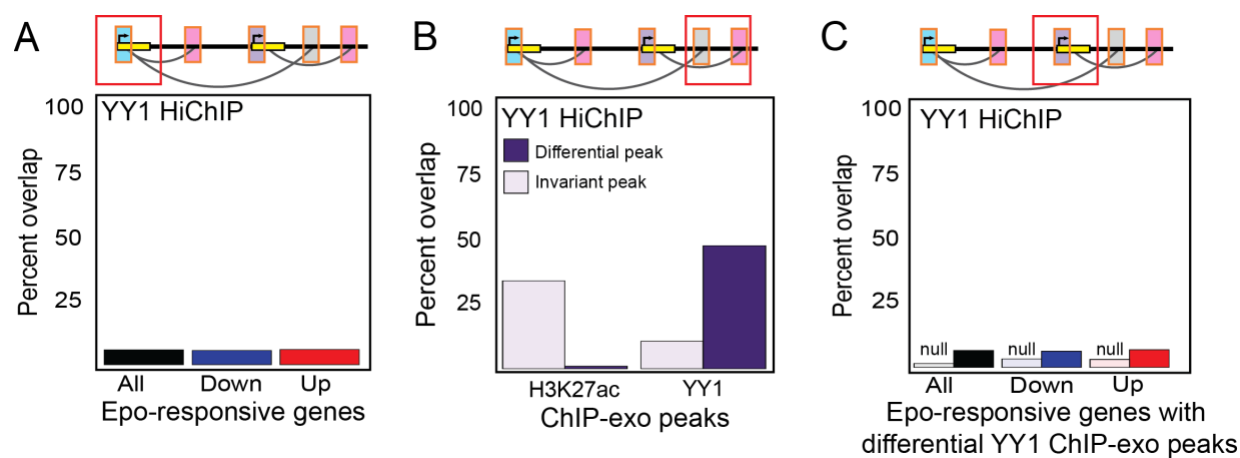 A
YY1 HiChIP
Percent overlap
100
75
50
25
All Down Up
Epo-responsive genes
B
YY1 HiChIP
Differential peak
Invariant peak
Percent overlap
100
75
50
25
H3K27ac YY1
ChIP-exo peaks
C
YY1 HiChIP
Percent overlap
100
75
50
25
null null null
All Down Up
Epo-responsive genes with
differential YY1 ChIP-exo peaks